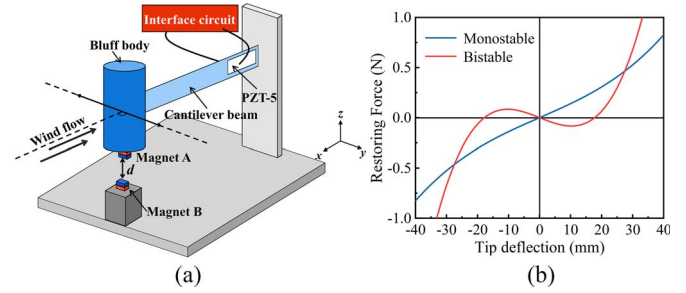 Interface circuit
Bluff body
PZT-5
Cantilever beam
Wind flow
Magnet A
d
Magnet B
z
x
y
(a)
Monostable
Bistable
Restoring Force (N)
1.0
0.5
0.0
-0.5
-1.0
-40 -30 -20 -10 0 10 20 30 40
Tip deflection (mm)
(b)